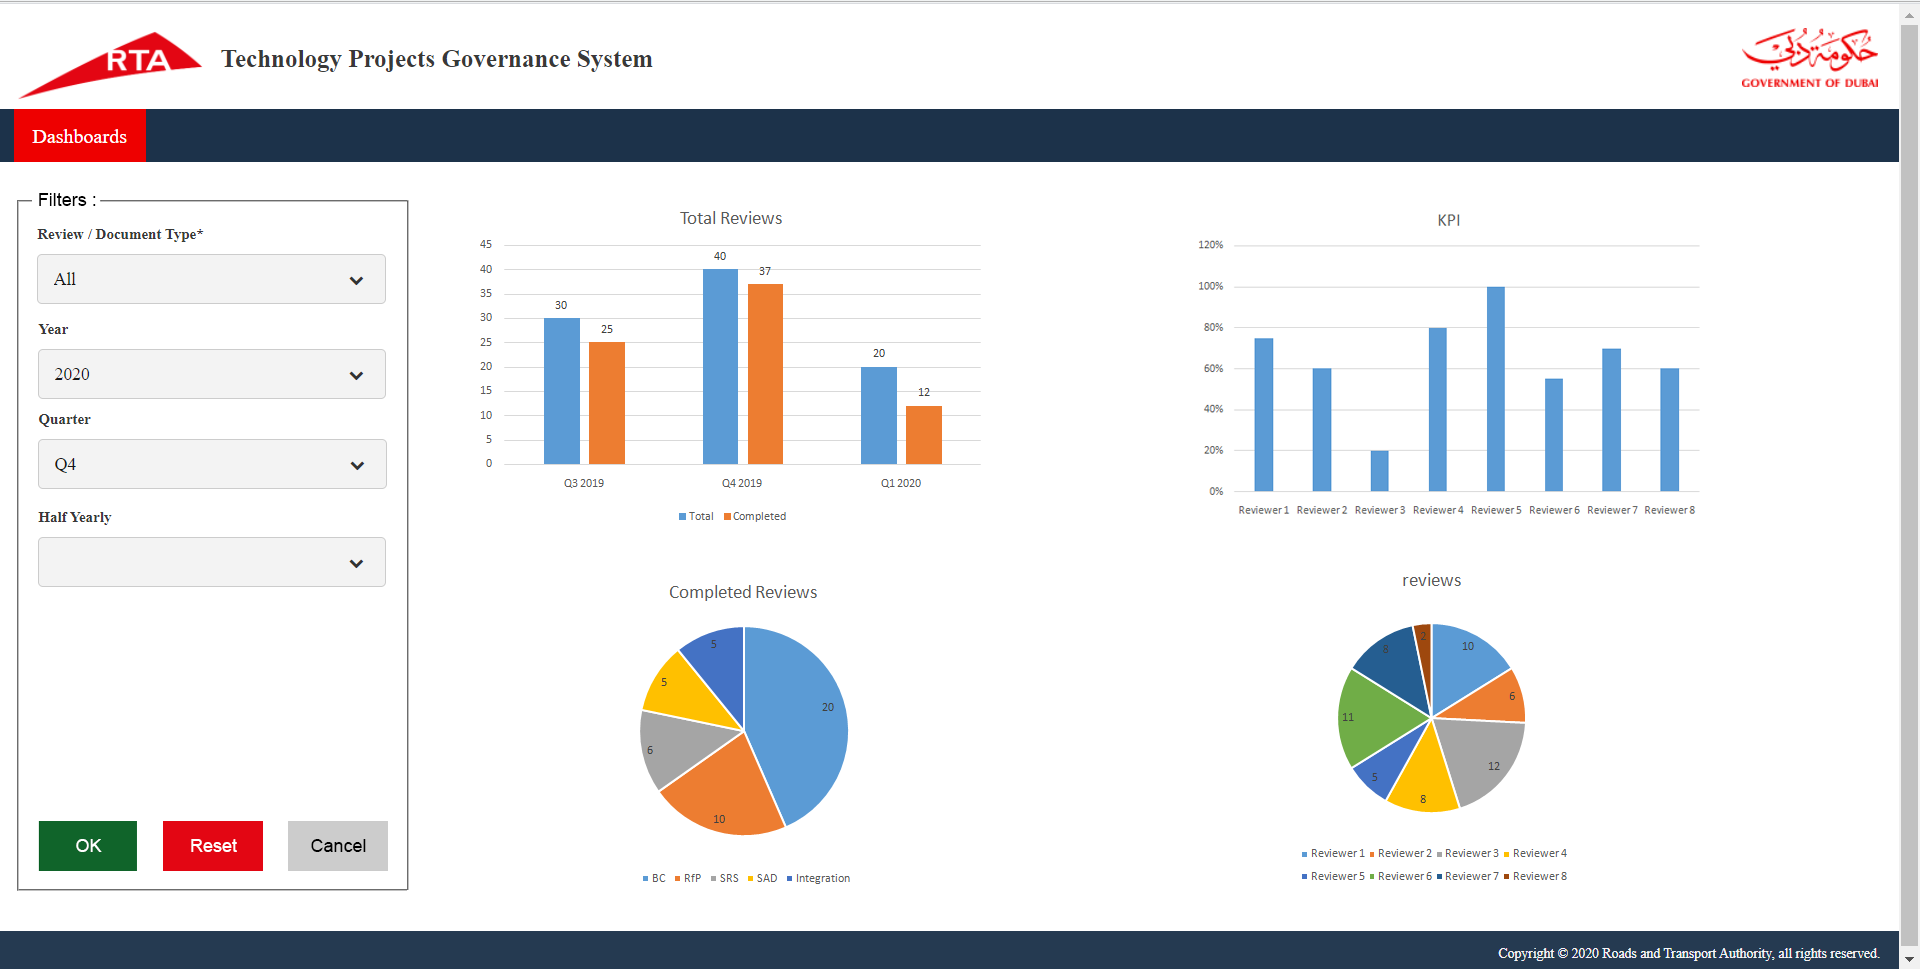 RTA
Technology Projects Governance System
حكومة دبي
GOVERNMENT OF DUBAI
Dashboards
Filters :
Review / Document Type*
All
Year
2020
Quarter
Q4
Half Yearly
OK Reset Cancel
Total Reviews
45
40
35
30
25
20
15
10
5
0
30
25
40
37
20
12
Q3 2019 Q4 2019 Q1 2020
Total Completed
KPI
120%
100%
80%
60%
40%
20%
0%
Reviewer 1 Reviewer 2 Reviewer 3 Reviewer 4 Reviewer 5 Reviewer 6 Reviewer 7 Reviewer 8
Completed Reviews
5
5
20
6
10
BC RfP SRS SAD Integration
reviews
2
8
10
6
11
12
5
8
Reviewer 1 Reviewer 2 Reviewer 3 Reviewer 4
Reviewer 5 Reviewer 6 Reviewer 7 Reviewer 8
Copyright © 2020 Roads and Transport Authority, all rights reserved.